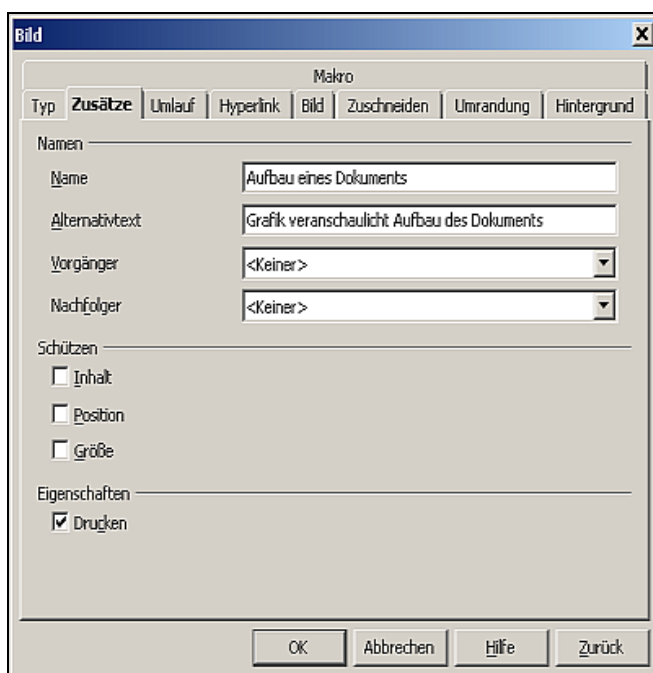 Bild
Makro
Typ Zusätze Umlauf Hyperlink Bild Zuschneiden Umrandung Hintergrund
Namen
Name Aufbau eines Dokuments
Alternativtext Grafik veranschaulicht Aufbau des Dokuments
Vorgänger <Keiner>
Nachfolger <Keiner>
Schützen
Inhalt
Position
Größe
Eigenschaften
Drucken
OK Abbrechen Hilfe Zurück